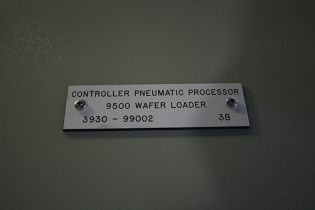 CONTROLLER PNEUMATIC PROCESSOR
9500 WAFER LOADER
3930 - 99002 3B